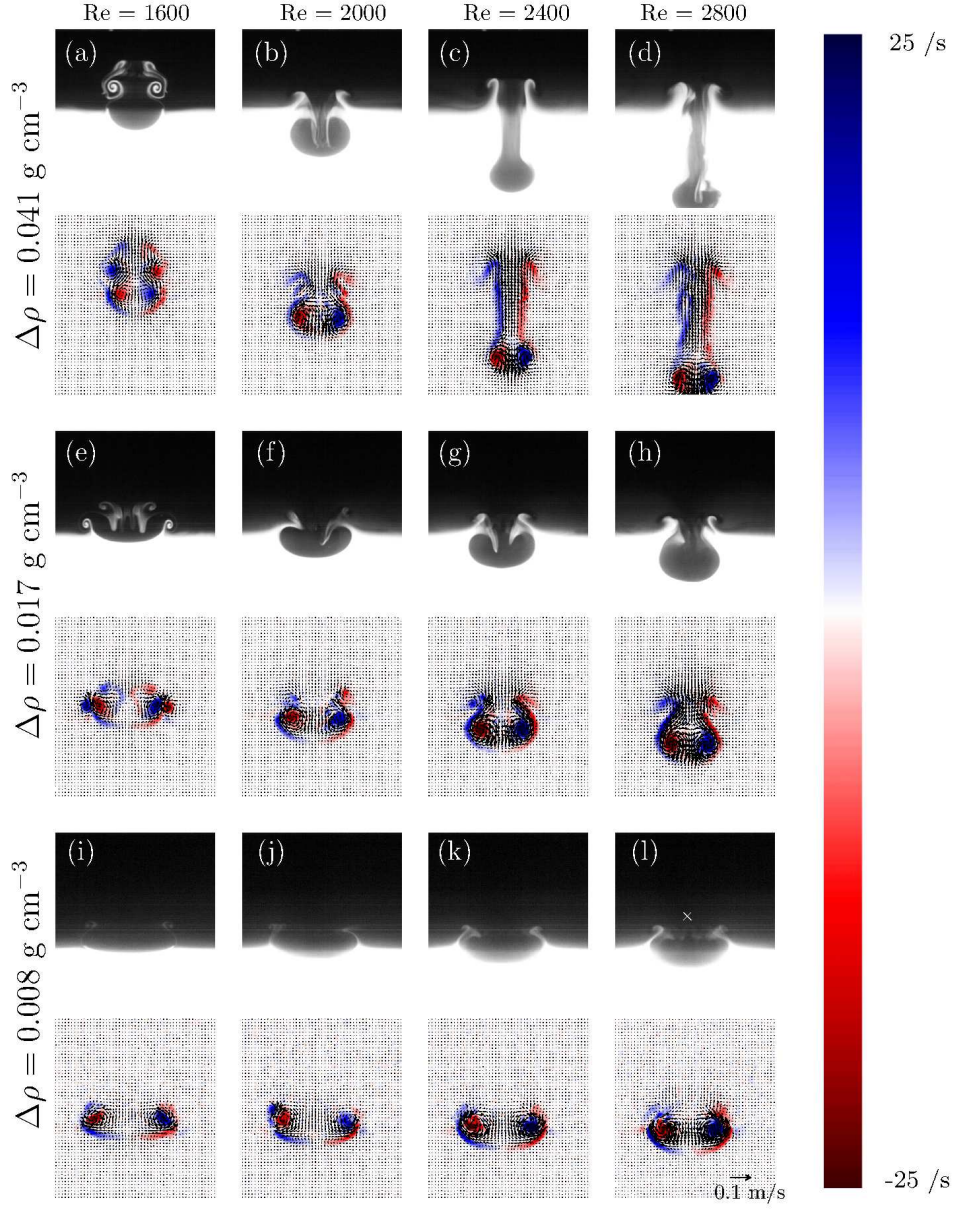 Re = 1600 Re = 2000 Re = 2400 Re = 2800
25 /s
(a) (b) (c) (d)
Δρ = 0.041 g cm⁻³
(e) (f) (g) (h)
Δρ = 0.017 g cm⁻³
(i) (j) (k) (l)
×
Δρ = 0.008 g cm⁻³
-25 /s
0.1 m/s